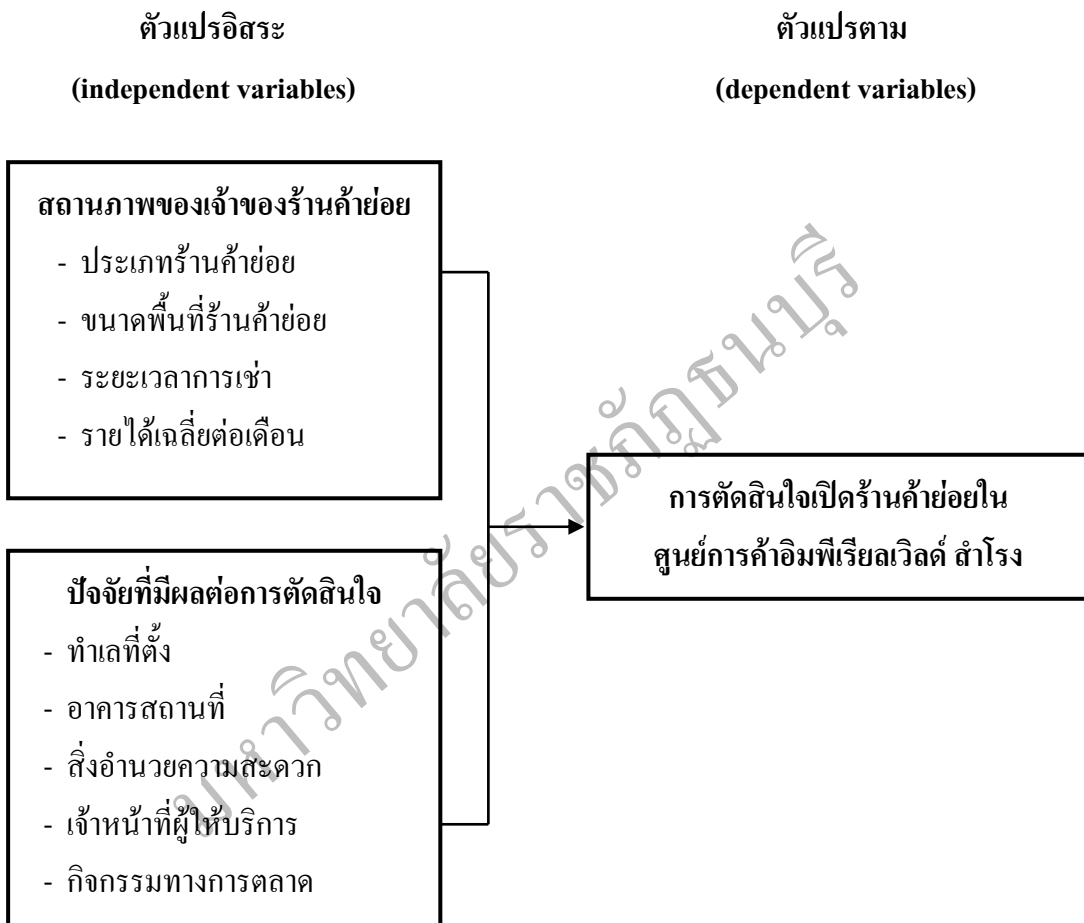 ตัวแปรอิสระ
(independent variables)
ตัวแปรตาม
(dependent variables)
สถานภาพของเจ้าของร้านค้าย่อย
- ประเภทร้านค้าย่อย
- ขนาดพื้นที่ร้านค้าย่อย
- ระยะเวลาการเช่า
- รายได้เฉลี่ยต่อเดือน
ปัจจัยที่มีผลต่อการตัดสินใจ
- ทำเลที่ตั้ง
- อาคารสถานที่
- สิ่งอำนวยความสะดวก
- เจ้าหน้าที่ผู้ให้บริการ
- กิจกรรมทางการตลาด
การตัดสินใจเปิดร้านค้าย่อยใน
ศูนย์การค้าอิมพีเรียลเวิลด์ สำโรง
มหาวิทยาลัยราชภัฏธนบุรี